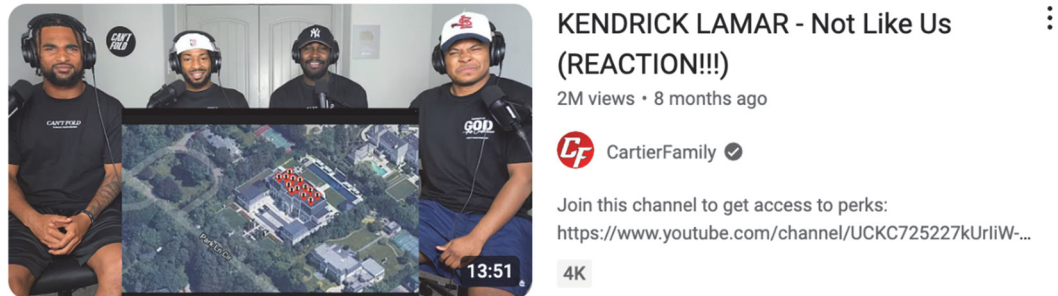 CAN'T
FOLD
CAN'T FOLD
GOD
Park Ln Cir
13:51
KENDRICK LAMAR - Not Like Us
(REACTION!!!)
2M views • 8 months ago
CF
CartierFamily
Join this channel to get access to perks:
https://www.youtube.com/channel/UCKC725227kUrIiW-...
4K